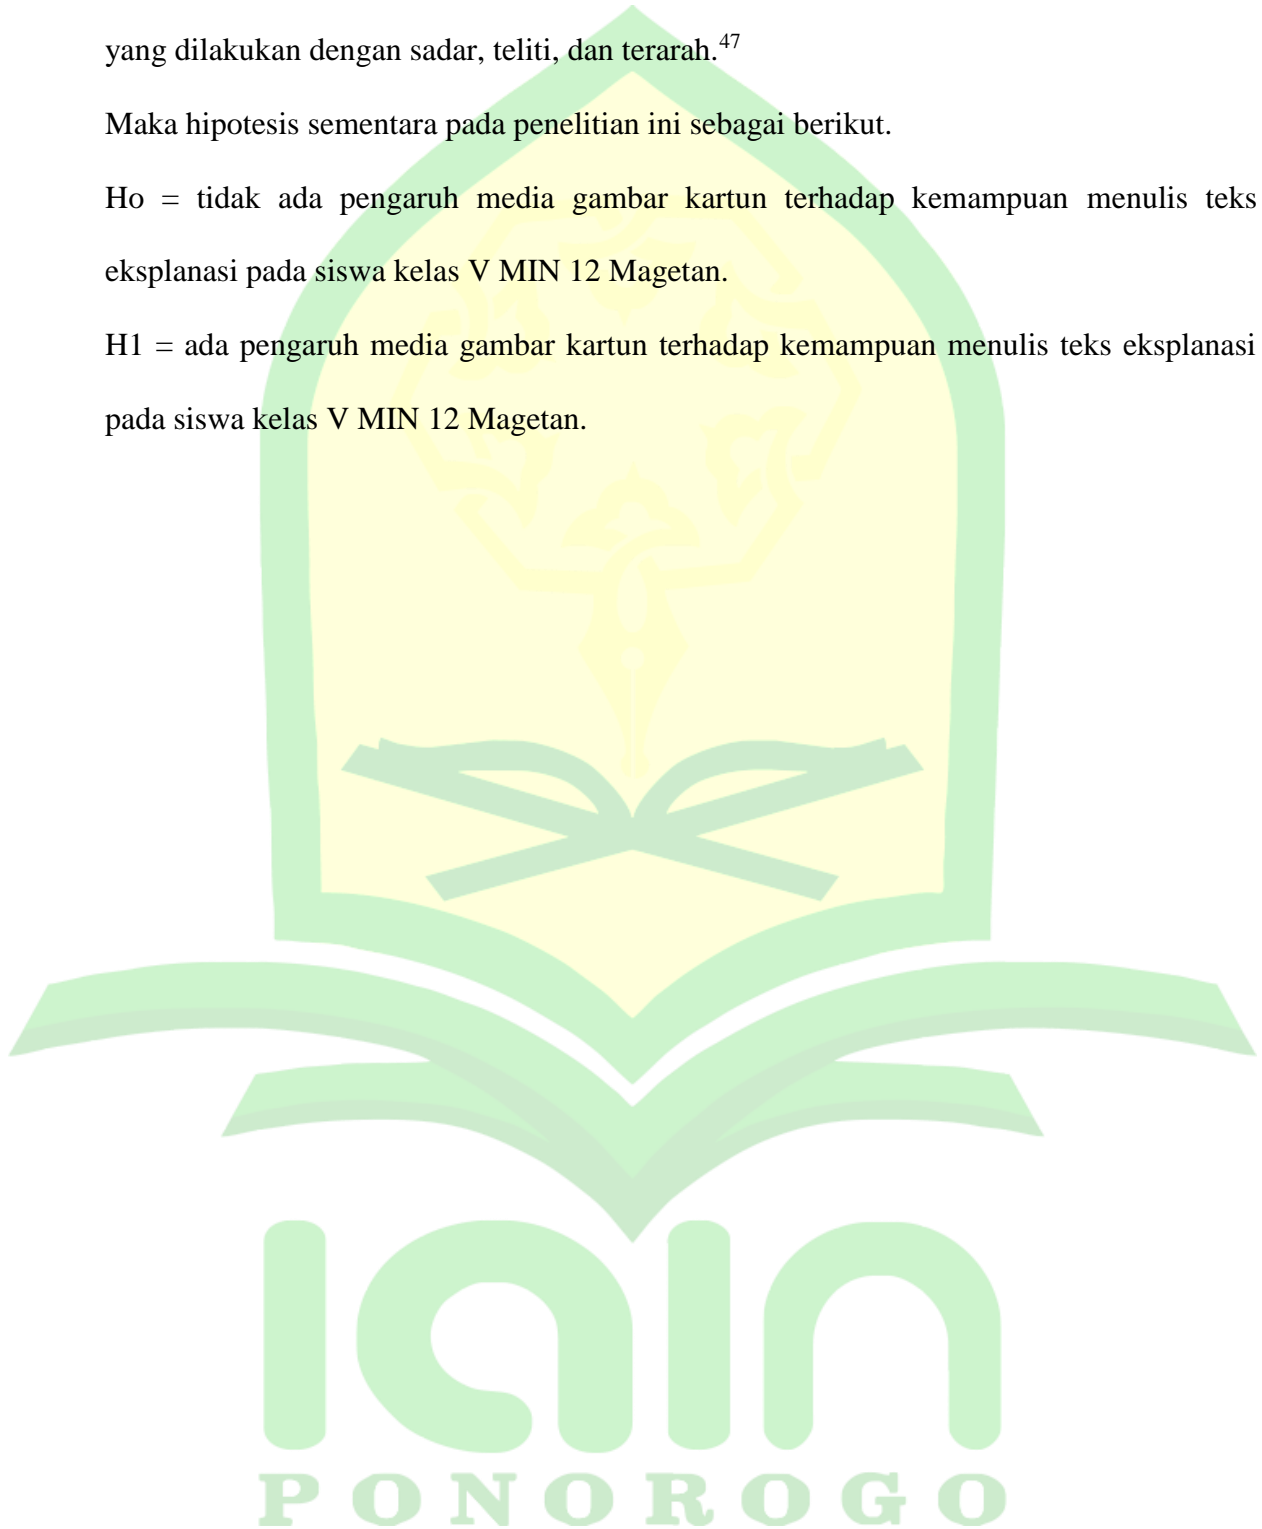 yang dilakukan dengan sadar, teliti, dan terarah.47
Maka hipotesis sementara pada penelitian ini sebagai berikut.
Ho = tidak ada pengaruh media gambar kartun terhadap kemampuan menulis teks
eksplanasi pada siswa kelas V MIN 12 Magetan.
H1 = ada pengaruh media gambar kartun terhadap kemampuan menulis teks eksplanasi
pada siswa kelas V MIN 12 Magetan.
iain
PONOROGO